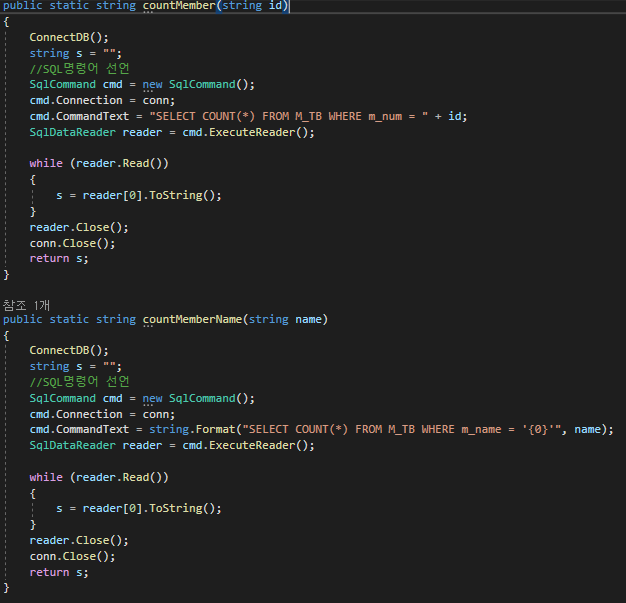 public static string countMember(string id)
{
ConnectDB();
string s = "";
//SQL명령어 선언
SqlCommand cmd = new SqlCommand();
cmd.Connection = conn;
cmd.CommandText = "SELECT COUNT(*) FROM M_TB WHERE m_num = " + id;
SqlDataReader reader = cmd.ExecuteReader();
while (reader.Read())
{
s = reader[0].ToString();
}
reader.Close();
conn.Close();
return s;
}
참조 1개
public static string countMemberName(string name)
{
ConnectDB();
string s = "";
//SQL명령어 선언
SqlCommand cmd = new SqlCommand();
cmd.Connection = conn;
cmd.CommandText = string.Format("SELECT COUNT(*) FROM M_TB WHERE m_name = '{0}'", name);
SqlDataReader reader = cmd.ExecuteReader();
while (reader.Read())
{
s = reader[0].ToString();
}
reader.Close();
conn.Close();
return s;
}